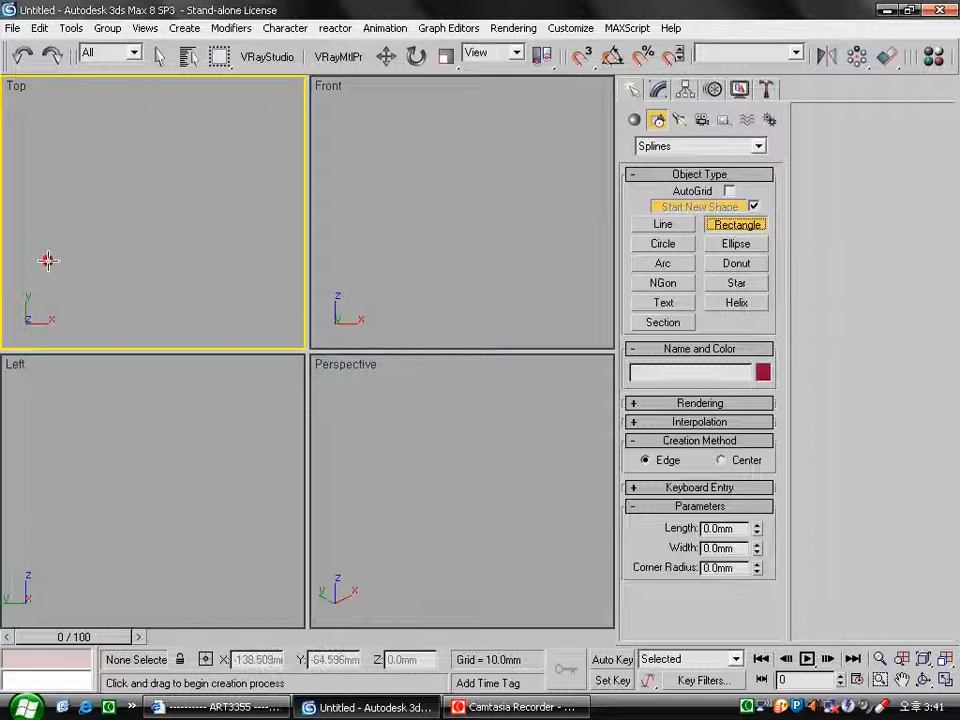 Untitled - Autodesk 3ds Max 8 SP3 - Stand-alone License
File Edit Tools Group Views Create Modifiers Character reactor Animation Graph Editors Rendering Customize MAXScript Help
All VRayStudio VRayMtlPr View
Top
Front
Splines
Object Type
AutoGrid
Start New Shape
Line Rectangle
Circle Ellipse
Arc Donut
NGon Star
Text Helix
Section
y
z x
z
y x
Name and Color
Left
Perspective
Rendering
Interpolation
Creation Method
Edge Center
Keyboard Entry
Parameters
Length: 0.0mm
Width: 0.0mm
Corner Radius: 0.0mm
z
y x
z
y x
0 / 100
None Selecte X: -138.509mm Y: -64.596mm Z: 0.0mm Grid = 10.0mm Auto Key Selected
Click and drag to begin creation process Add Time Tag Set Key Key Filters... 0
---------- ART3355 ----... Untitled - Autodesk 3d... Camtasia Recorder - ... 오후 3:41